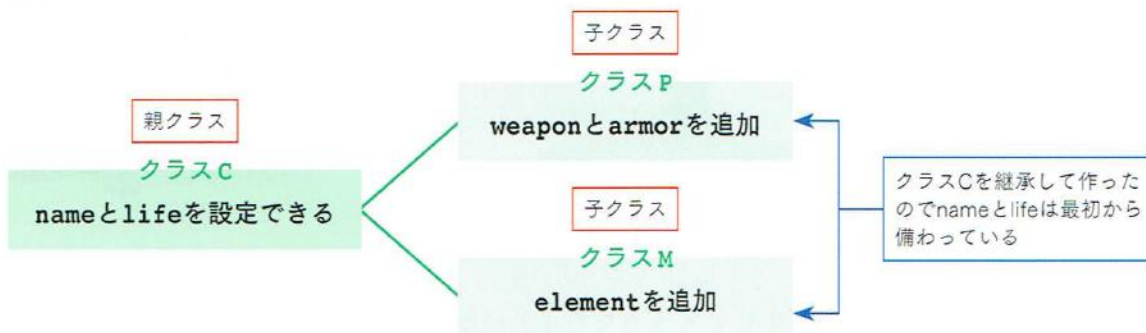 親クラス
クラスC
nameとlifeを設定できる
子クラス
クラスP
weaponとarmorを追加
子クラス
クラスM
elementを追加
クラスCを継承して作った
のでnameとlifeは最初から
備わっている